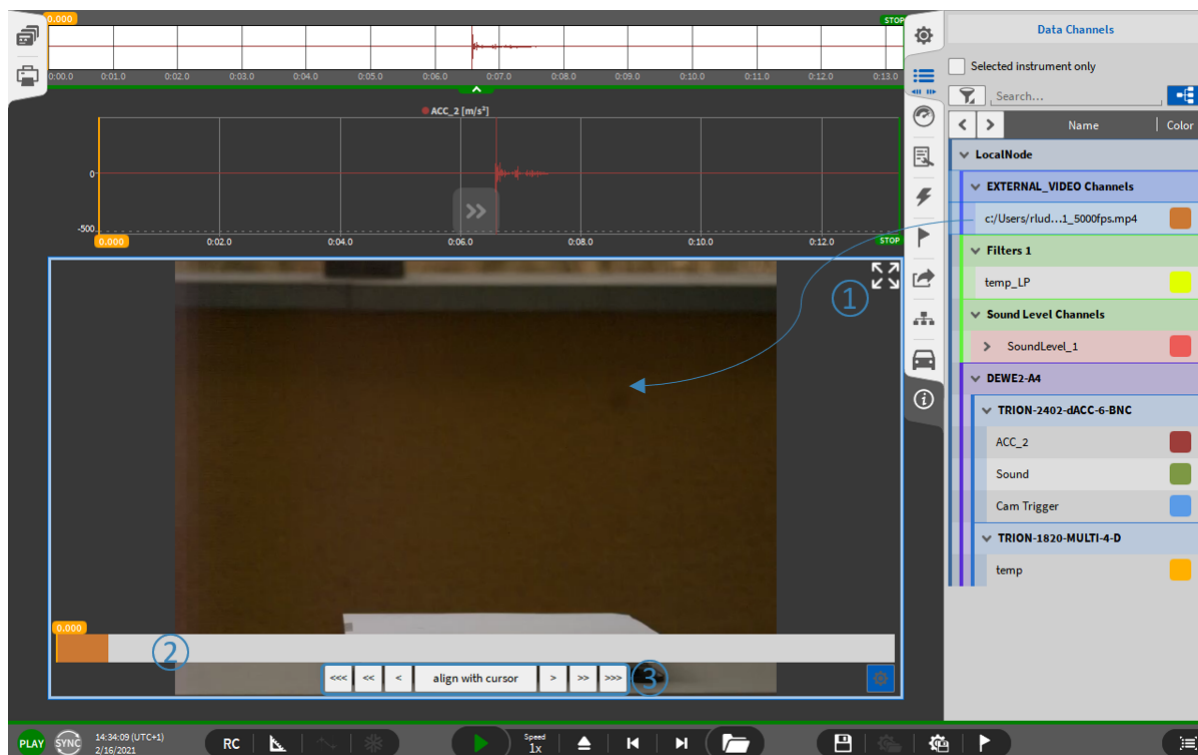 0.000
STOP
0:00.0 0:01.0 0:02.0 0:03.0 0:04.0 0:05.0 0:06.0 0:07.0 0:08.0 0:09.0 0:10.0 0:11.0 0:12.0 0:13.0
ACC_2 [m/s²]
0
-500
0.000 0:02.0 0:04.0 0:06.0 0:08.0 0:10.0 0:12.0 STOP
1
0.000
2
<<< << < align with cursor > >> >>>
3
Data Channels
Selected instrument only
Search...
< > Name Color
LocalNode
EXTERNAL_VIDEO Channels
c:/Users/rlud...1_5000fps.mp4
Filters 1
temp_LP
Sound Level Channels
SoundLevel_1
DEWE2-A4
TRION-2402-dACC-6-BNC
ACC_2
Sound
Cam Trigger
TRION-1820-MULTI-4-D
temp
PLAY SYNC
14:34:09 (UTC+1)
2/16/2021
RC
Speed
1x